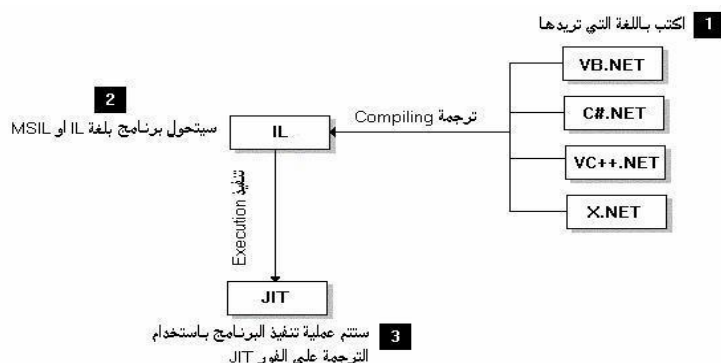 1 اكتب باللغة التي تريدها
VB.NET
C#.NET
VC++.NET
X.NET
ترجمة Compiling
2
سيتحول برنامج بلغة IL او MSIL
IL
تنفيذ Execution
JIT
3 ستتم عملية تنفيذ البرنامج باستخدام
الترجمة على الفور JIT